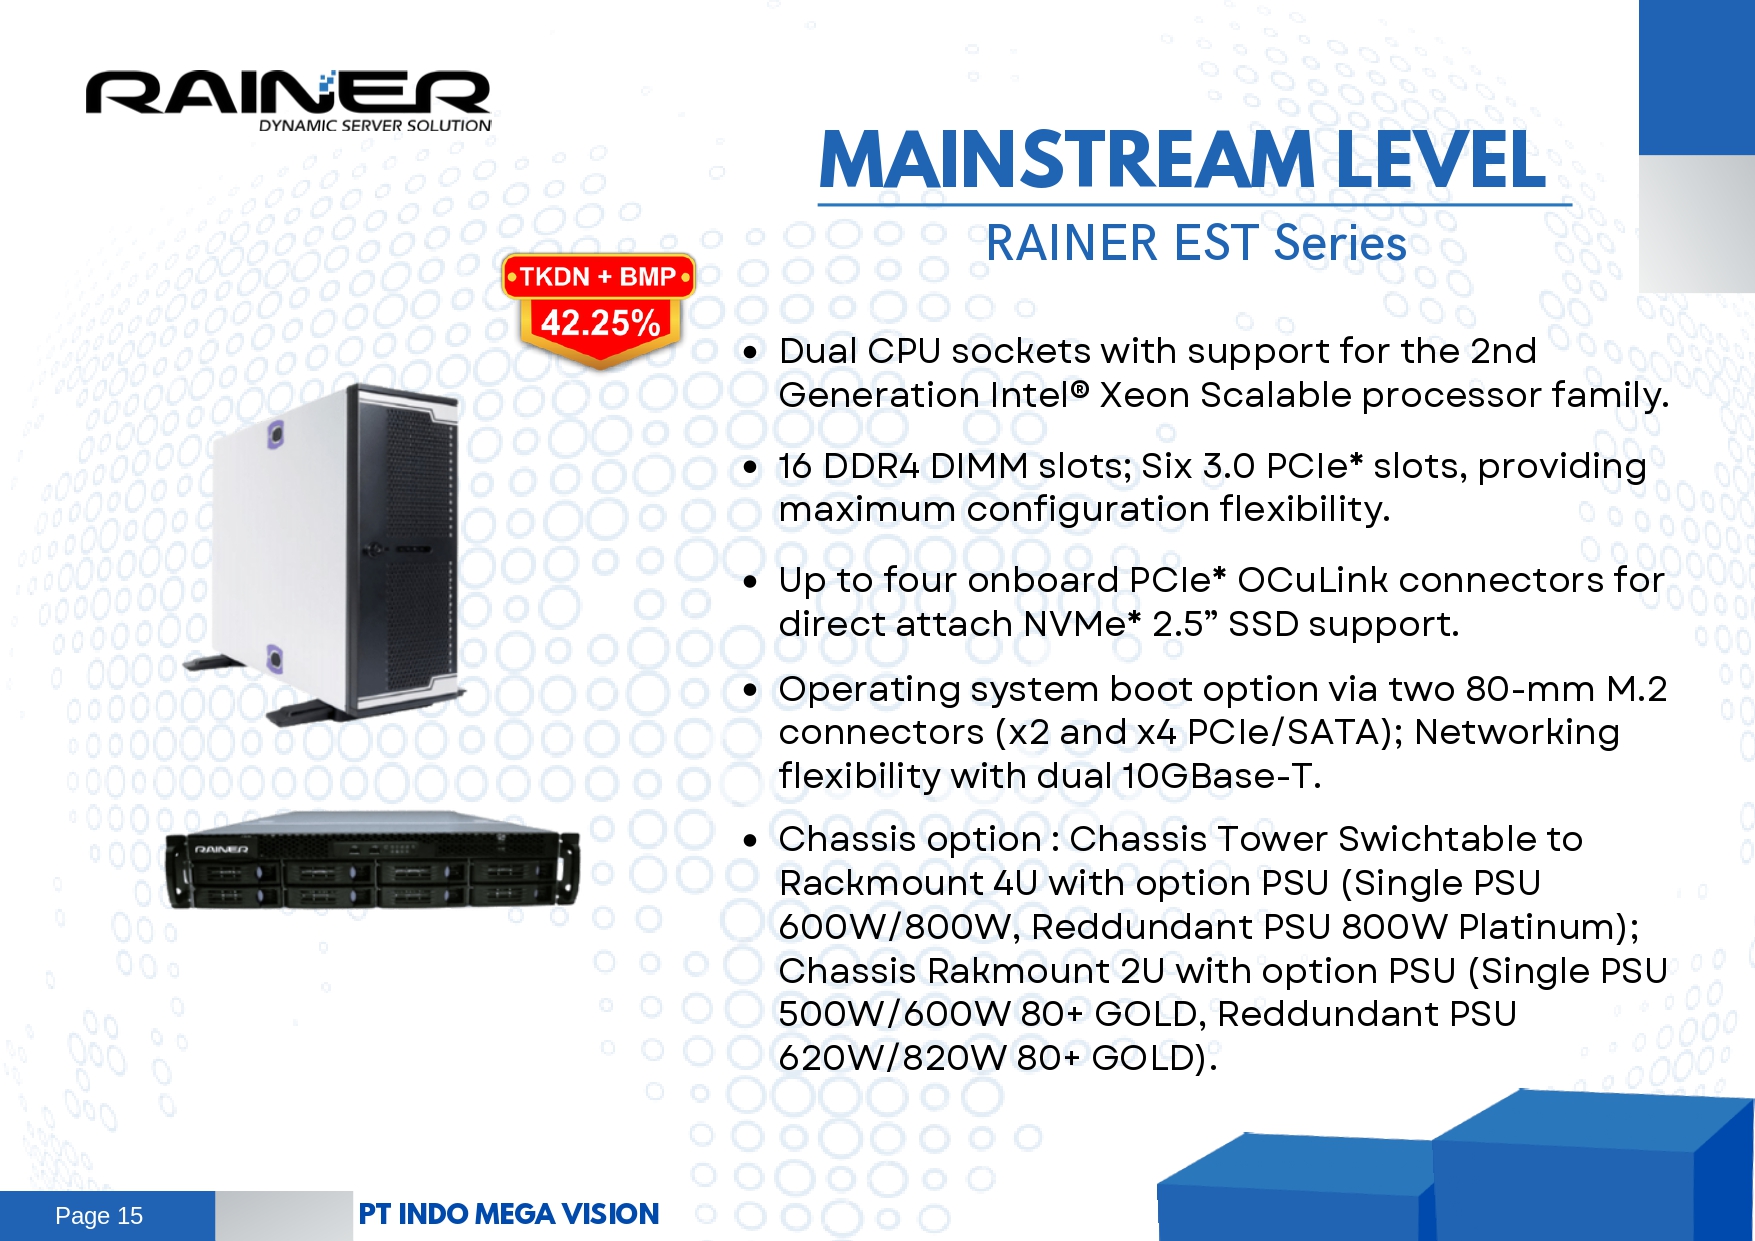 RAINER
DYNAMIC SERVER SOLUTION
MAINSTREAM LEVEL
RAINER EST Series
TKDN + BMP
42.25%
• Dual CPU sockets with support for the 2nd
Generation Intel® Xeon Scalable processor family.
• 16 DDR4 DIMM slots; Six 3.0 PCIe* slots, providing
maximum configuration flexibility.
• Up to four onboard PCIe* OCuLink connectors for
direct attach NVMe* 2.5” SSD support.
• Operating system boot option via two 80-mm M.2
connectors (x2 and x4 PCIe/SATA); Networking
flexibility with dual 10GBase-T.
• Chassis option : Chassis Tower Swichtable to
Rackmount 4U with option PSU (Single PSU
600W/800W, Reddundant PSU 800W Platinum);
Chassis Rakmount 2U with option PSU (Single PSU
500W/600W 80+ GOLD, Reddundant PSU
620W/820W 80+ GOLD).
RAINER
Page 15
PT INDO MEGA VISION